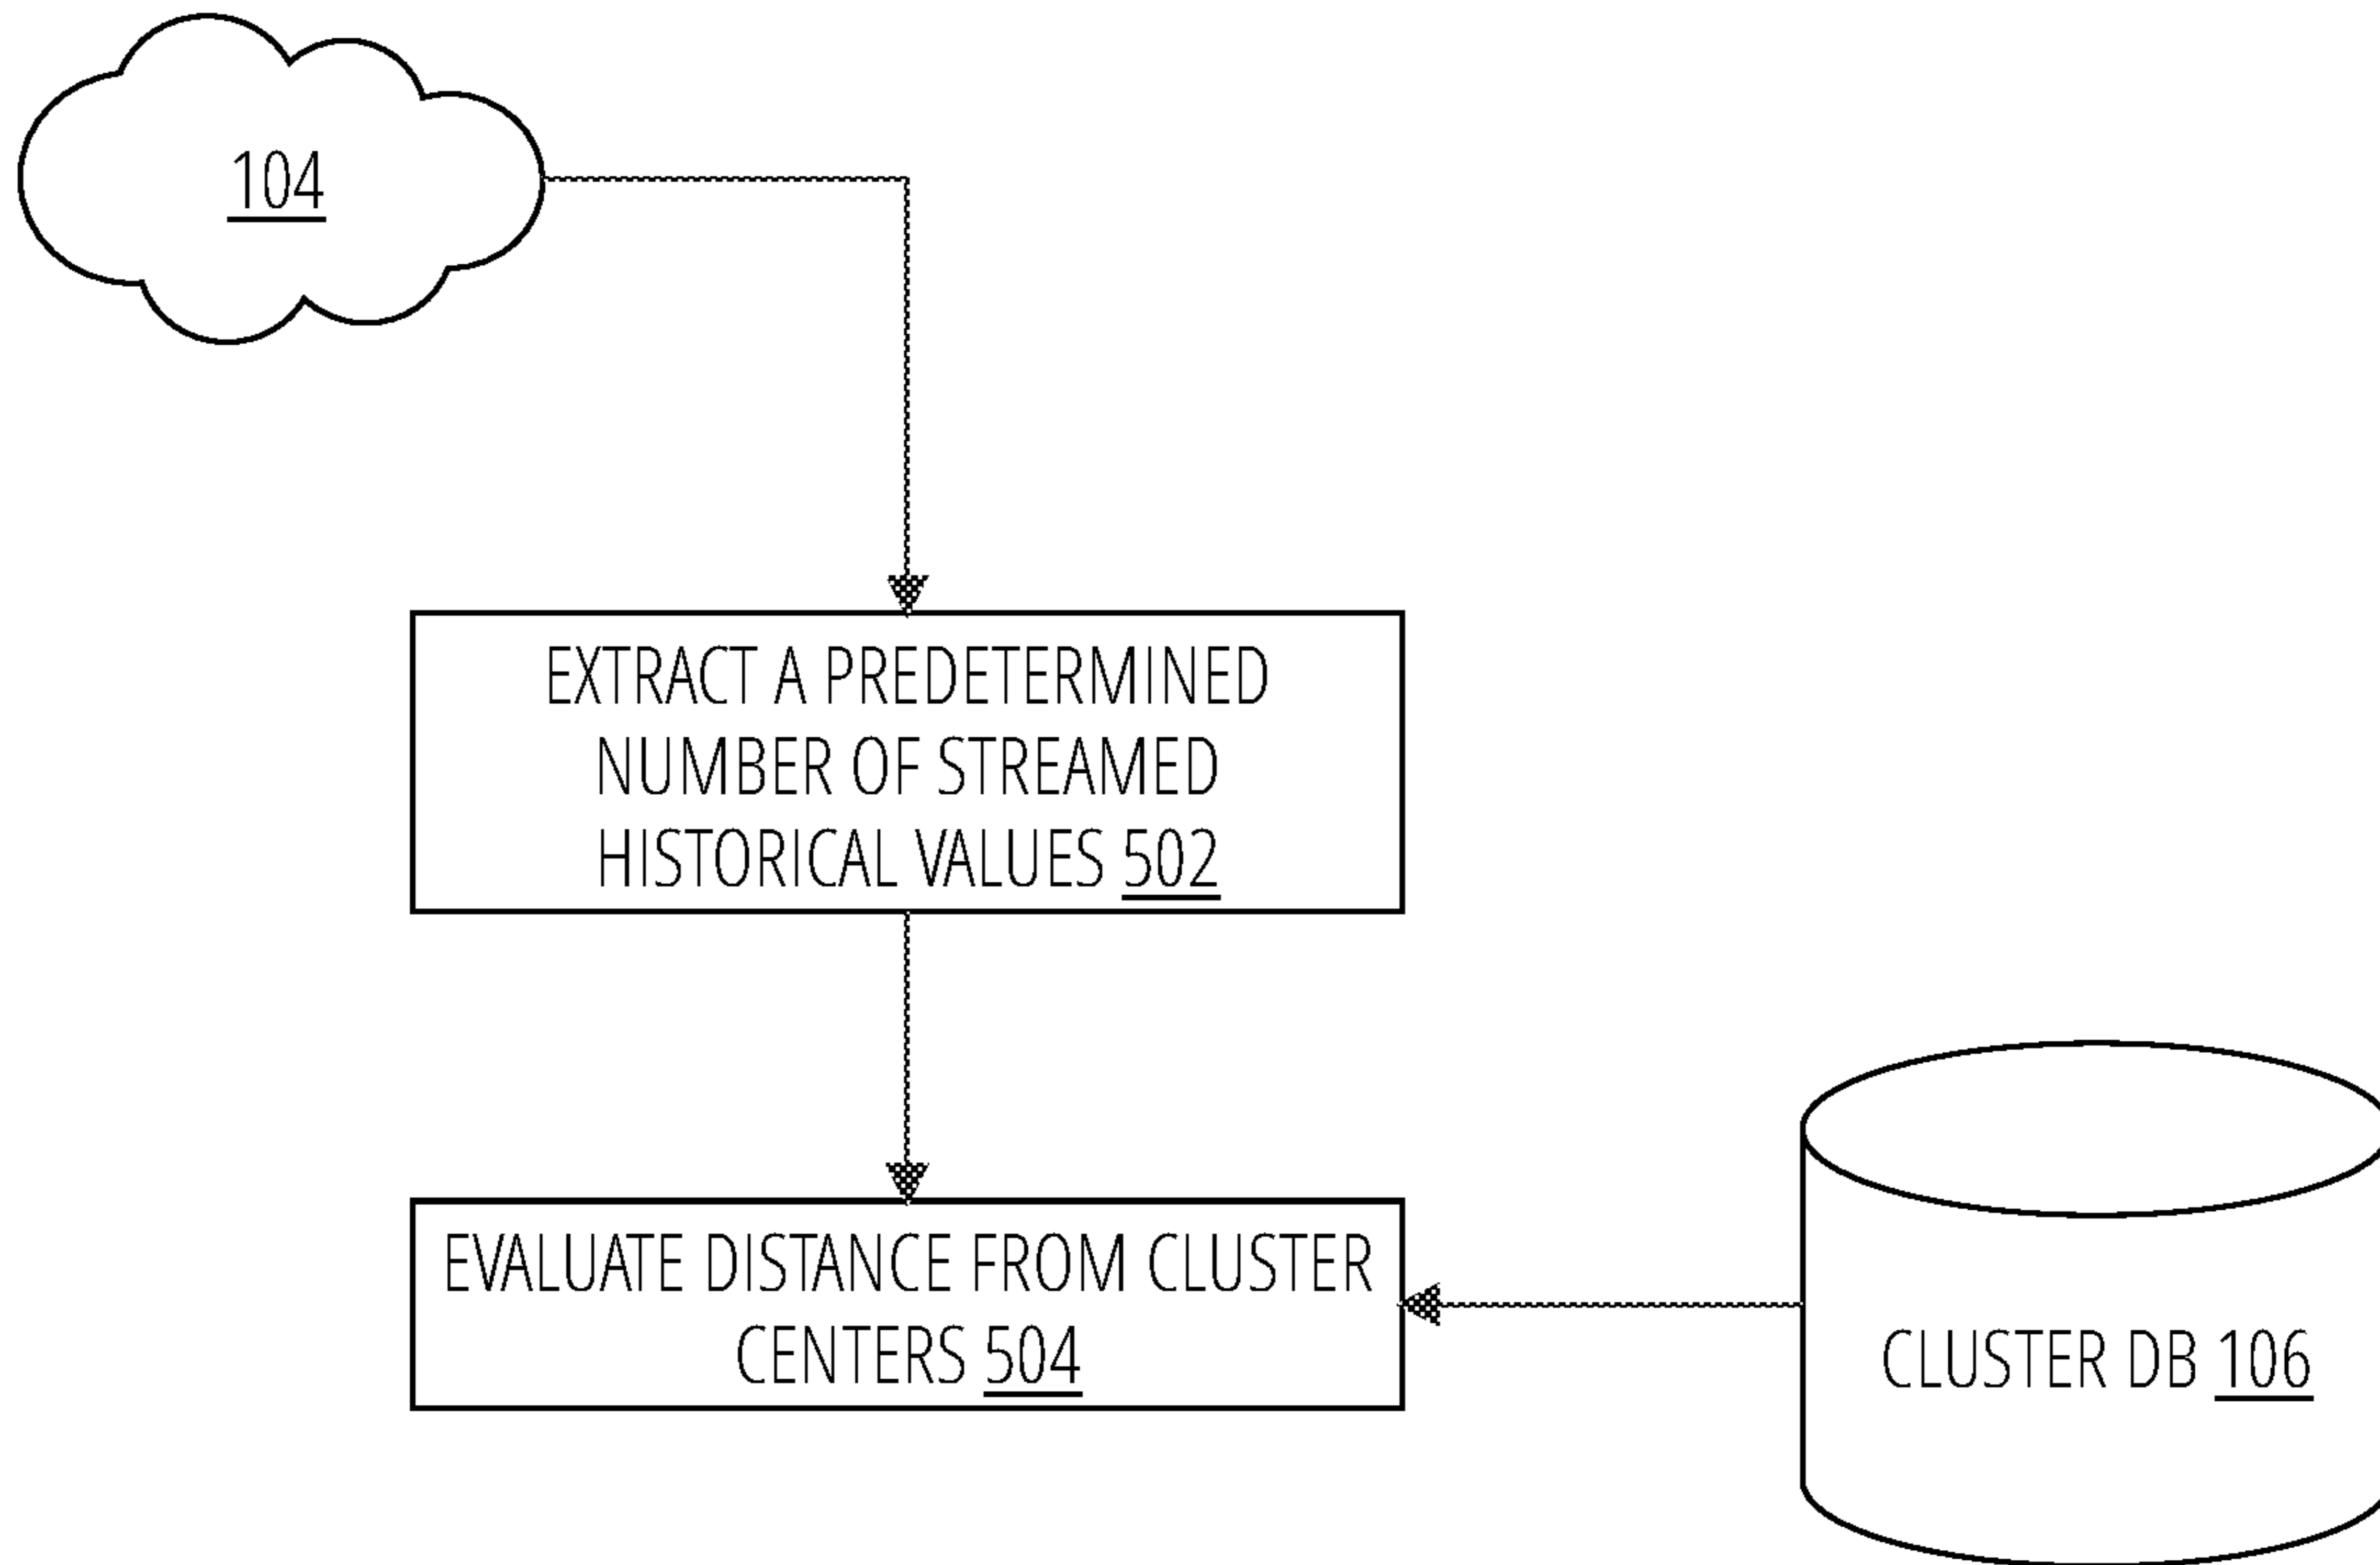 104
EXTRACT A PREDETERMINED
NUMBER OF STREAMED
HISTORICAL VALUES 502
EVALUATE DISTANCE FROM CLUSTER
CENTERS 504
CLUSTER DB 106